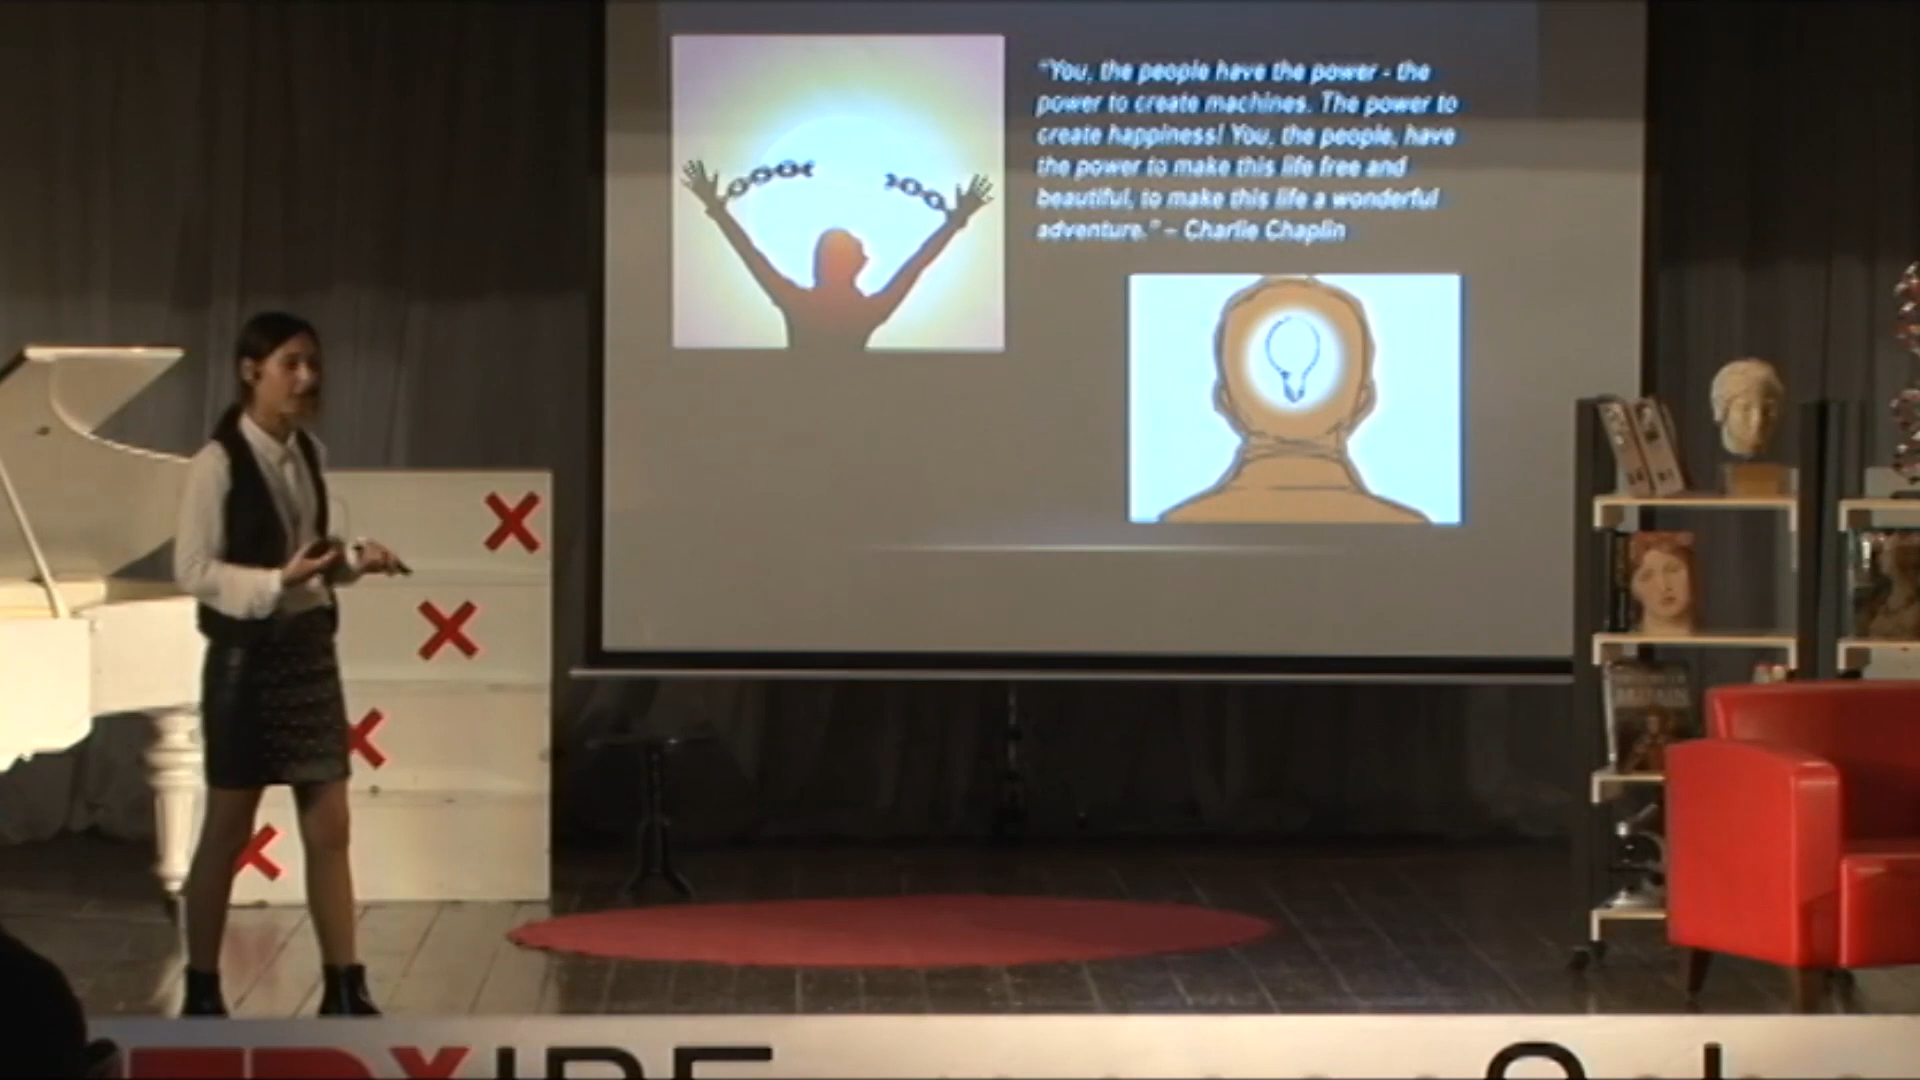 "You, the people have the power - the
power to create machines. The power to
create happiness! You, the people, have
the power to make this life free and
beautiful, to make this life a wonderful
adventure." – Charlie Chaplin
BRITAIN